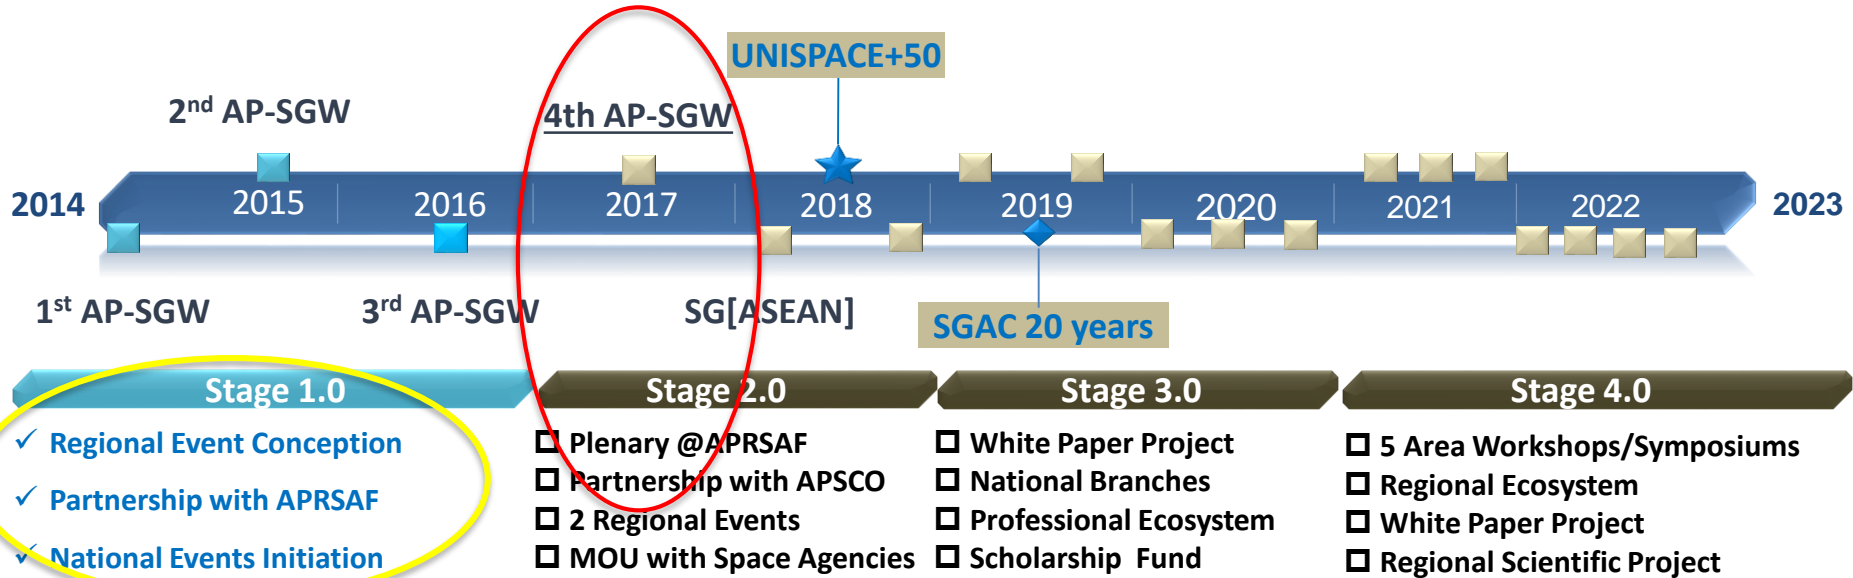 UNISPACE+50
2nd AP-SGW
4th AP-SGW
2014 2015 2016 2017 2018 2019 2020 2021 2022 2023
1st AP-SGW
3rd AP-SGW
SG[ASEAN]
SGAC 20 years
Stage 1.0
✓ Regional Event Conception
✓ Partnership with APRSAF
✓ National Events Initiation
Stage 2.0
❑ Plenary @APRSAF
❑ Partnership with APSCO
❑ 2 Regional Events
❑ MOU with Space Agencies
Stage 3.0
❑ White Paper Project
❑ National Branches
❑ Professional Ecosystem
❑ Scholarship Fund
Stage 4.0
❑ 5 Area Workshops/Symposiums
❑ Regional Ecosystem
❑ White Paper Project
❑ Regional Scientific Project